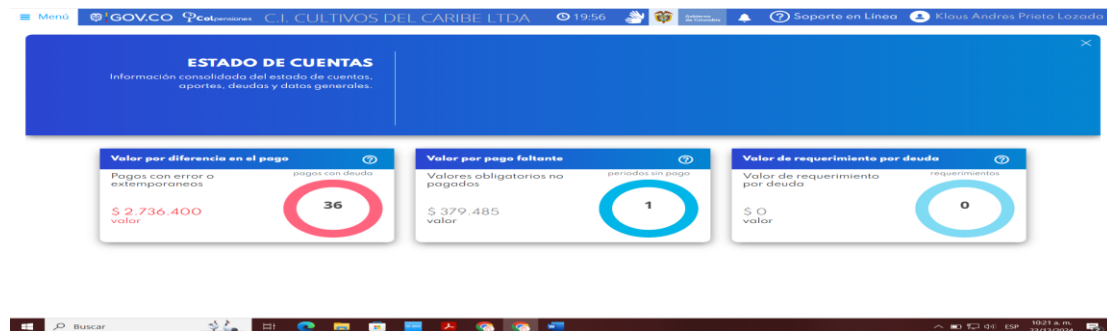 Menú GOV.CO Colpensiones C.I. CULTIVOS DEL CARIBE LTDA 19:56 Soporte en Línea Klaus Andres Prieto Lozada
ESTADO DE CUENTAS
Información consolidada del estado de cuentas,
aportes, deudas y datos generales.
Valor por diferencia en el pago
pagos con deuda
Pagos con error o
extemporaneos
36
$ 2.736.400
valor
Valor por pago faltante
periodos sin pago
Valores obligatorios no
pagados
1
$ 379.485
valor
Valor de requerimiento por deuda
requerimientos
Valor de requerimiento
por deuda
0
$ 0
valor
Buscar
ESP
10:21 a. m.